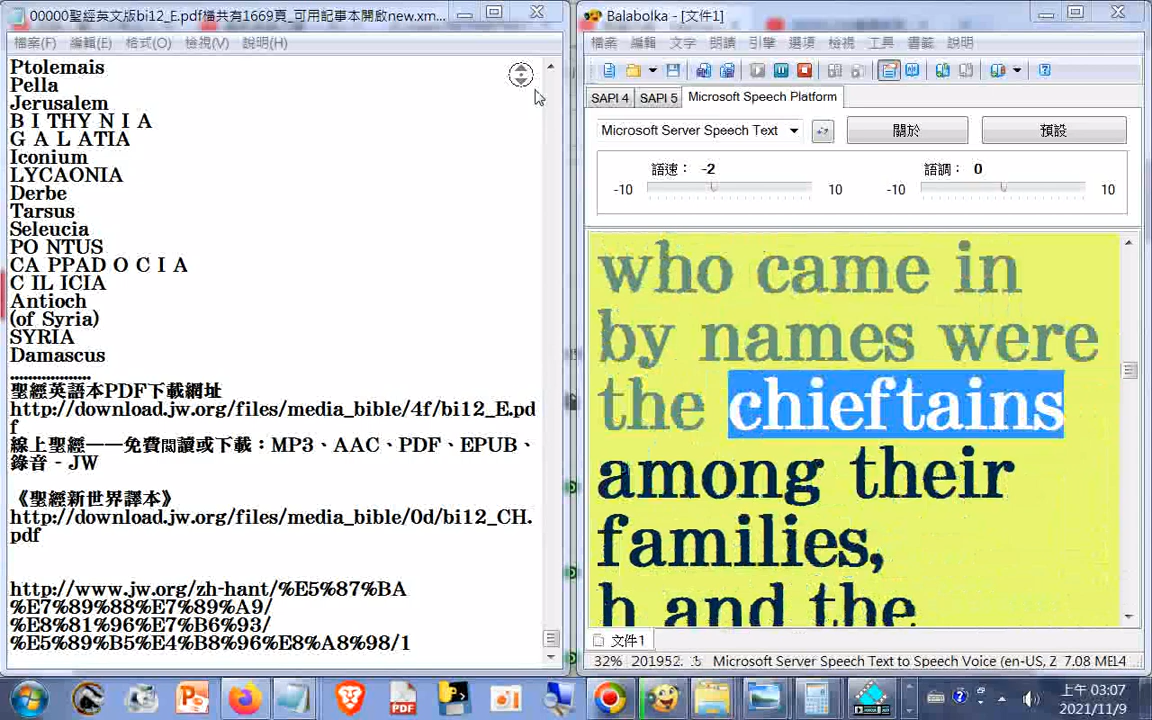 00000聖經英文版bi12_E.pdf檔共有1669頁_可用記事本開啟new.xm...
檔案(F) 編輯(E) 格式(O) 檢視(V) 說明(H)
Ptolemais
Pella
Jerusalem
B I THY N I A
G A L ATIA
Iconium
LYCAONIA
Derbe
Tarsus
Seleucia
PO NTUS
CA PPAD O C I A
C IL ICIA
Antioch
(of Syria)
SYRIA
Damascus
..................
聖經英語本PDF下載網址
http://download.jw.org/files/media_bible/4f/bi12_E.pd
f
線上聖經——免費閱讀或下載：MP3、AAC、PDF、EPUB、
錄音 - JW
《聖經新世界譯本》
http://download.jw.org/files/media_bible/0d/bi12_CH.
pdf
http://www.jw.org/zh-hant/%E5%87%BA
%E7%89%88%E7%89%A9/
%E8%81%96%E7%B6%93/
%E5%89%B5%E4%B8%96%E8%A8%98/1
Balabolka - [文件1]
檔案 編輯 文字 朗讀 引擎 選項 檢視 工具 書籤 說明
SAPI 4 SAPI 5 Microsoft Speech Platform
Microsoft Server Speech Text 關於 預設
語速： -2 語調： 0
-10 10 -10 10
who came in
by names were
the chieftains
among their
families,
h and the
文件1
32% 201952. Microsoft Server Speech Text to Speech Voice (en-US, Z 7.08 ME14
上午 03:07
2021/11/9